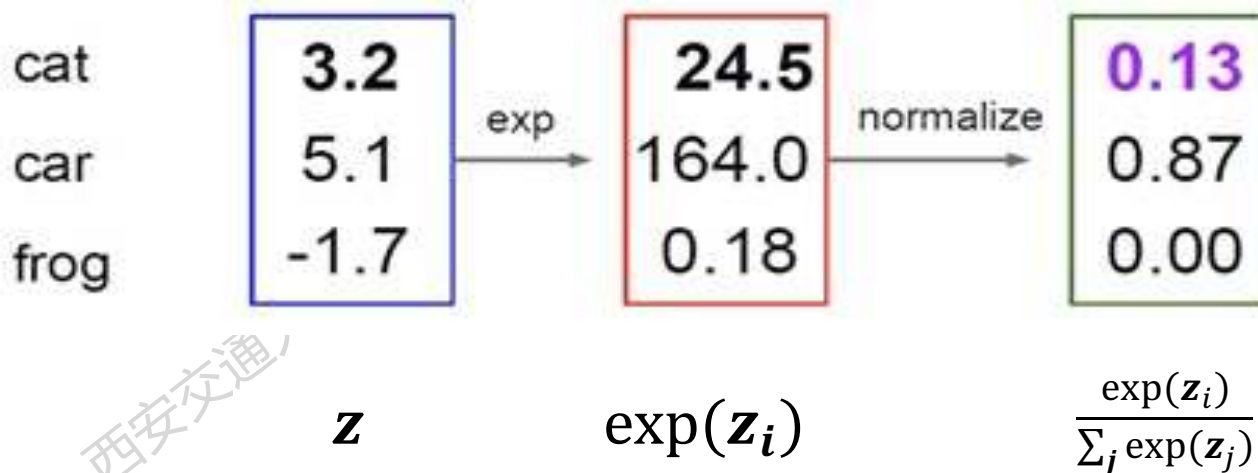 cat 3.2 24.5 0.13
exp normalize
car 5.1 164.0 0.87
frog -1.7 0.18 0.00
西安交通
z exp(z_i) exp(z_i) / ∑_j exp(z_j)